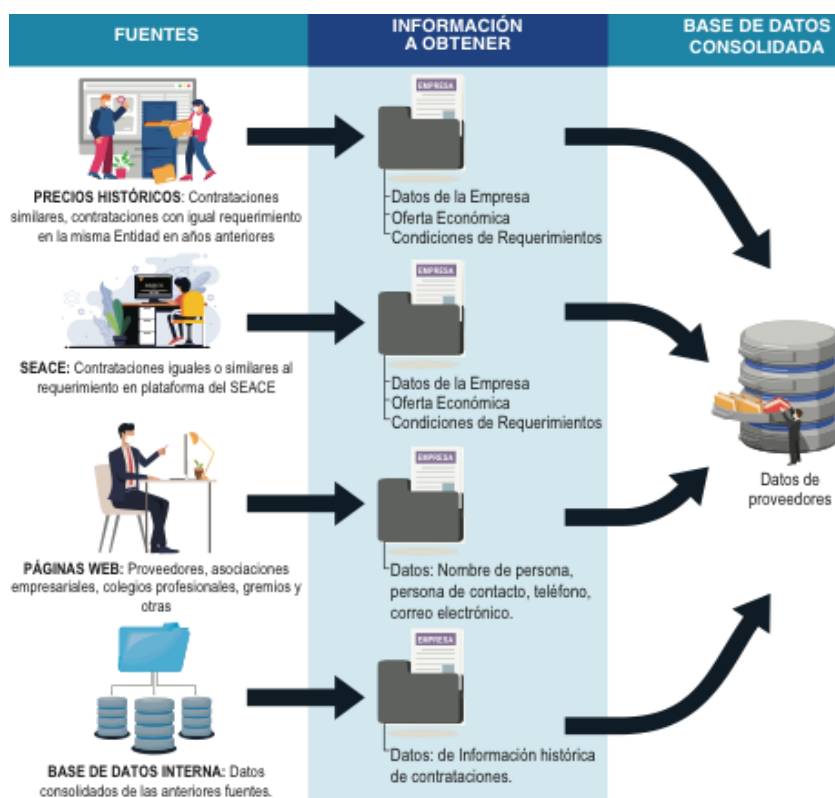 FUENTES
INFORMACIÓN
A OBTENER
BASE DE DATOS
CONSOLIDADA
PRECIOS HISTÓRICOS: Contrataciones
similares, contrataciones con igual requerimiento
en la misma Entidad en años anteriores
EMPRESA
Datos de la Empresa
Oferta Económica
Condiciones de Requerimientos
SEACE: Contrataciones iguales o similares al
requerimiento en plataforma del SEACE
EMPRESA
Datos de la Empresa
Oferta Económica
Condiciones de Requerimientos
PÁGINAS WEB: Proveedores, asociaciones
empresariales, colegios profesionales, gremios y
otras
EMPRESA
Datos: Nombre de persona,
persona de contacto, teléfono,
correo electrónico.
BASE DE DATOS INTERNA: Datos
consolidados de las anteriores fuentes.
EMPRESA
Datos: de Información histórica
de contrataciones.
Datos de
proveedores